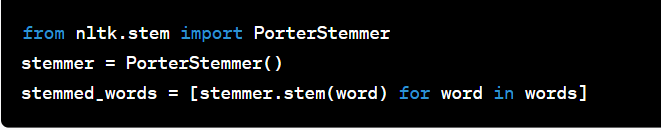 from nltk.stem import PorterStemmer
stemmer = PorterStemmer()
stemmed_words = [stemmer.stem(word) for word in words]